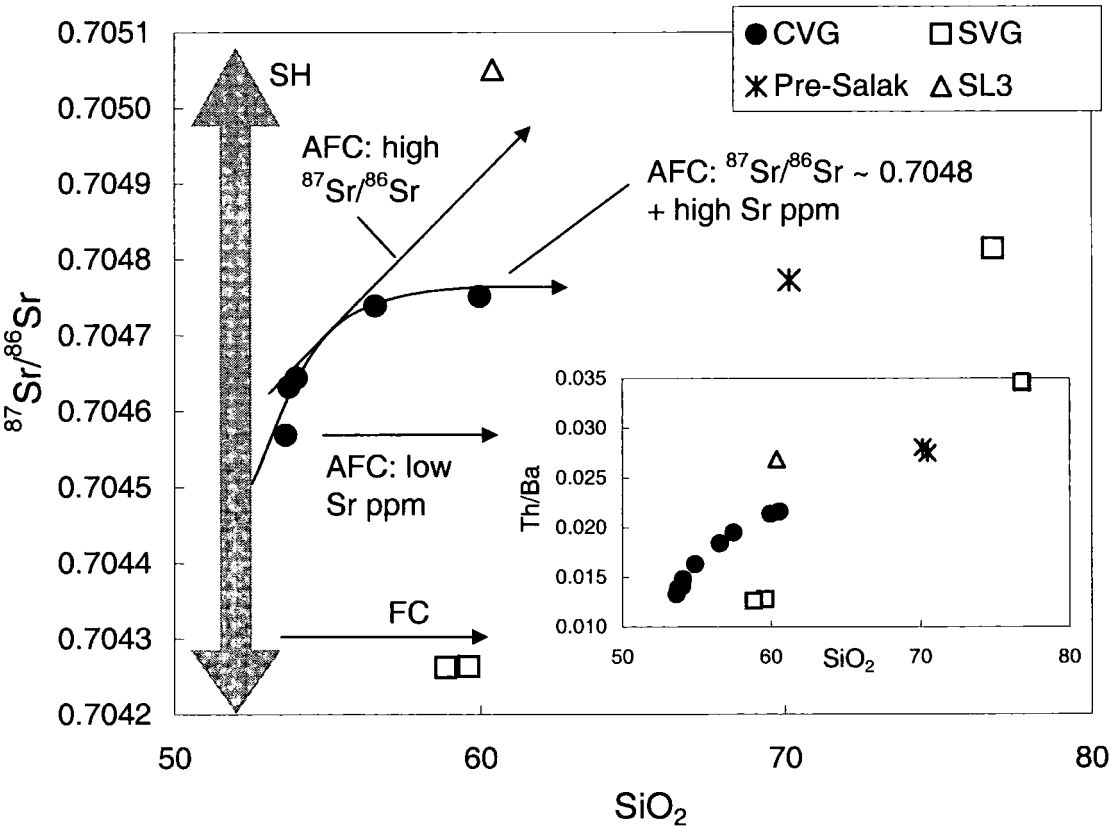 0.7051
0.7050
0.7049
0.7048
0.7047
0.7046
0.7045
0.7044
0.7043
0.7042
⁸⁷Sr/⁸⁶Sr
50
60
70
80
SiO₂
CVG
SVG
Pre-Salak
SL3
SH
AFC: high
⁸⁷Sr/⁸⁶Sr
AFC: ⁸⁷Sr/⁸⁶Sr ~ 0.7048
+ high Sr ppm
AFC: low
Sr ppm
FC
0.035
0.030
0.025
0.020
0.015
0.010
Th/Ba
50
60
70
80
SiO₂